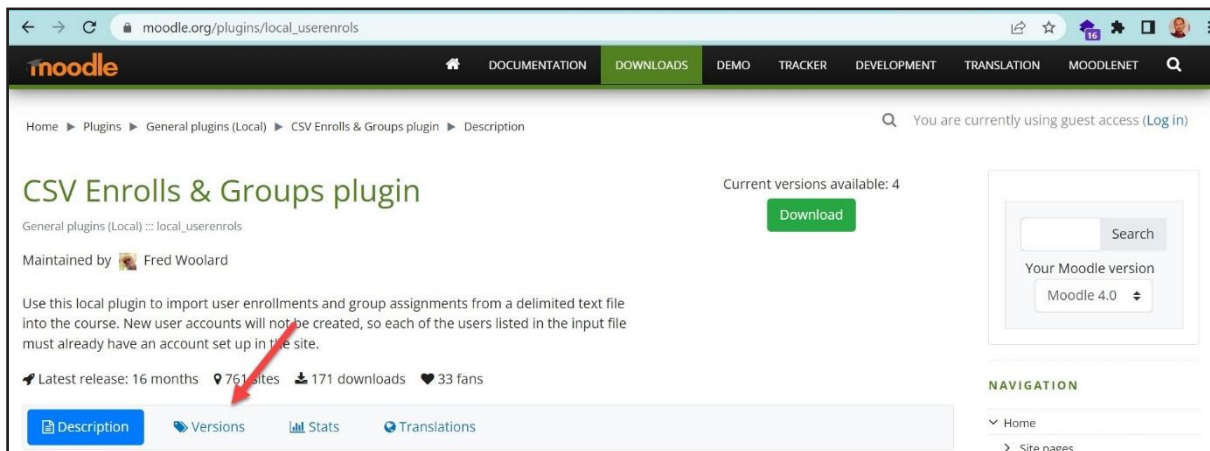 moodle.org/plugins/local_userenrols
16
moodle
DOCUMENTATION DOWNLOADS DEMO TRACKER DEVELOPMENT TRANSLATION MOODLENET
Home ▶ Plugins ▶ General plugins (Local) ▶ CSV Enrolls & Groups plugin ▶ Description
You are currently using guest access (Log in)
CSV Enrolls & Groups plugin
General plugins (Local) ::: local_userenrols
Maintained by Fred Woolard
Use this local plugin to import user enrollments and group assignments from a delimited text file
into the course. New user accounts will not be created, so each of the users listed in the input file
must already have an account set up in the site.
Latest release: 16 months 761 sites 171 downloads 33 fans
Description Versions Stats Translations
Current versions available: 4
Download
Search
Your Moodle version
Moodle 4.0
NAVIGATION
Home
Site pages